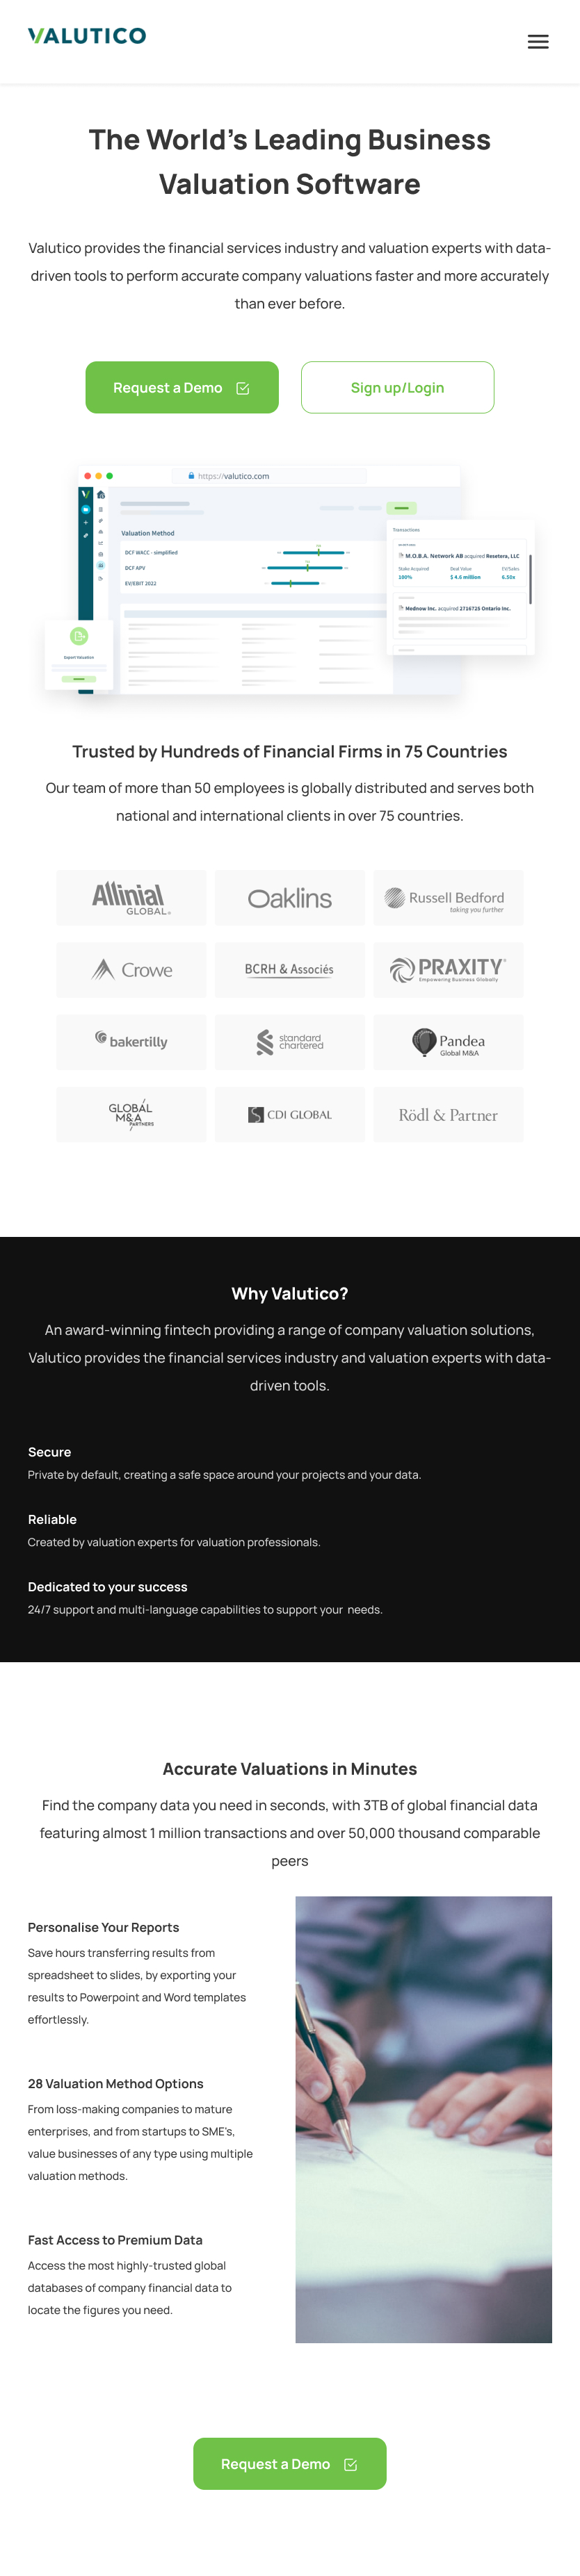 VALUTICO
The World's Leading Business
Valuation Software
Valutico provides the financial services industry and valuation experts with data-
driven tools to perform accurate company valuations faster and more accurately
than ever before.
Request a Demo
Sign up/Login
https://valutico.com
Valuation Method
DCF WACC - simplified
DCF APV
EV/EBIT 2022
Transactions
M.O.B.A. Network AB acquired Resetera, LLC
Stake Acquired Deal Value EV/Sales
100% $ 4.6 million 6.50x
Mednow Inc. acquired 2716725 Ontario Inc.
Export Valuation
Trusted by Hundreds of Financial Firms in 75 Countries
Our team of more than 50 employees is globally distributed and serves both
national and international clients in over 75 countries.
Allinial
GLOBAL®
Oaklins
Russell Bedford
taking you further
Crowe
BCRH & Associés
PRAXITY®
Empowering Business Globally
bakertilly
standard
chartered
Pandea
Global M&A
GLOBAL
M&A
PARTNERS
CDI GLOBAL
Rödl & Partner
Why Valutico?
An award-winning fintech providing a range of company valuation solutions,
Valutico provides the financial services industry and valuation experts with data-
driven tools.
Secure
Private by default, creating a safe space around your projects and your data.
Reliable
Created by valuation experts for valuation professionals.
Dedicated to your success
24/7 support and multi-language capabilities to support your needs.
Accurate Valuations in Minutes
Find the company data you need in seconds, with 3TB of global financial data
featuring almost 1 million transactions and over 50,000 thousand comparable
peers
Personalise Your Reports
Save hours transferring results from
spreadsheet to slides, by exporting your
results to Powerpoint and Word templates
effortlessly.
28 Valuation Method Options
From loss-making companies to mature
enterprises, and from startups to SME's,
value businesses of any type using multiple
valuation methods.
Fast Access to Premium Data
Access the most highly-trusted global
databases of company financial data to
locate the figures you need.
Request a Demo